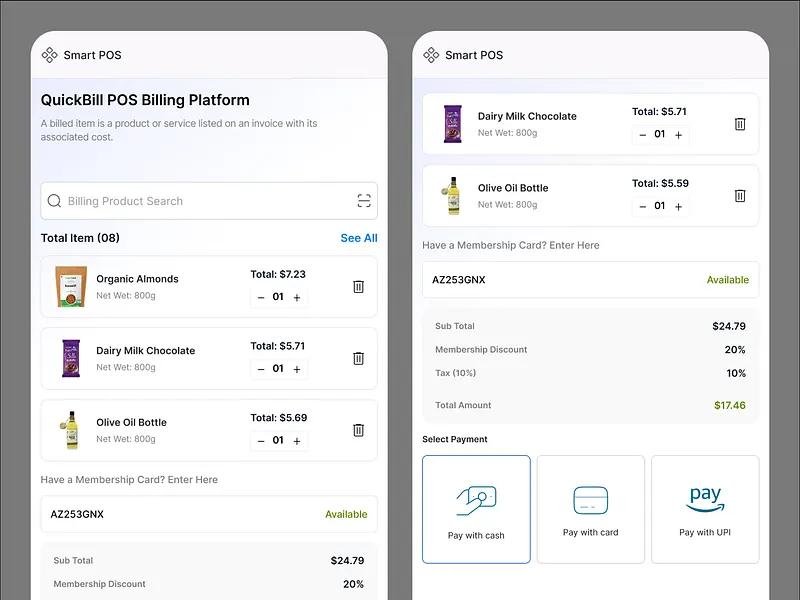 Smart POS
QuickBill POS Billing Platform
A billed item is a product or service listed on an invoice with its
associated cost.
Billing Product Search
Total Item (08)
See All
Organic Almonds
Net Wet: 800g
Total: $7.23
− 01 +
Dairy Milk Chocolate
Net Wet: 800g
Total: $5.71
− 01 +
Olive Oil Bottle
Net Wet: 800g
Total: $5.69
− 01 +
Have a Membership Card? Enter Here
AZ253GNX
Available
Sub Total
$24.79
Membership Discount
20%
Smart POS
Dairy Milk Chocolate
Net Wet: 800g
Total: $5.71
− 01 +
Olive Oil Bottle
Net Wet: 800g
Total: $5.59
− 01 +
Have a Membership Card? Enter Here
AZ253GNX
Available
Sub Total
$24.79
Membership Discount
20%
Tax (10%)
10%
Total Amount
$17.46
Select Payment
Pay with cash
Pay with card
pay
Pay with UPI